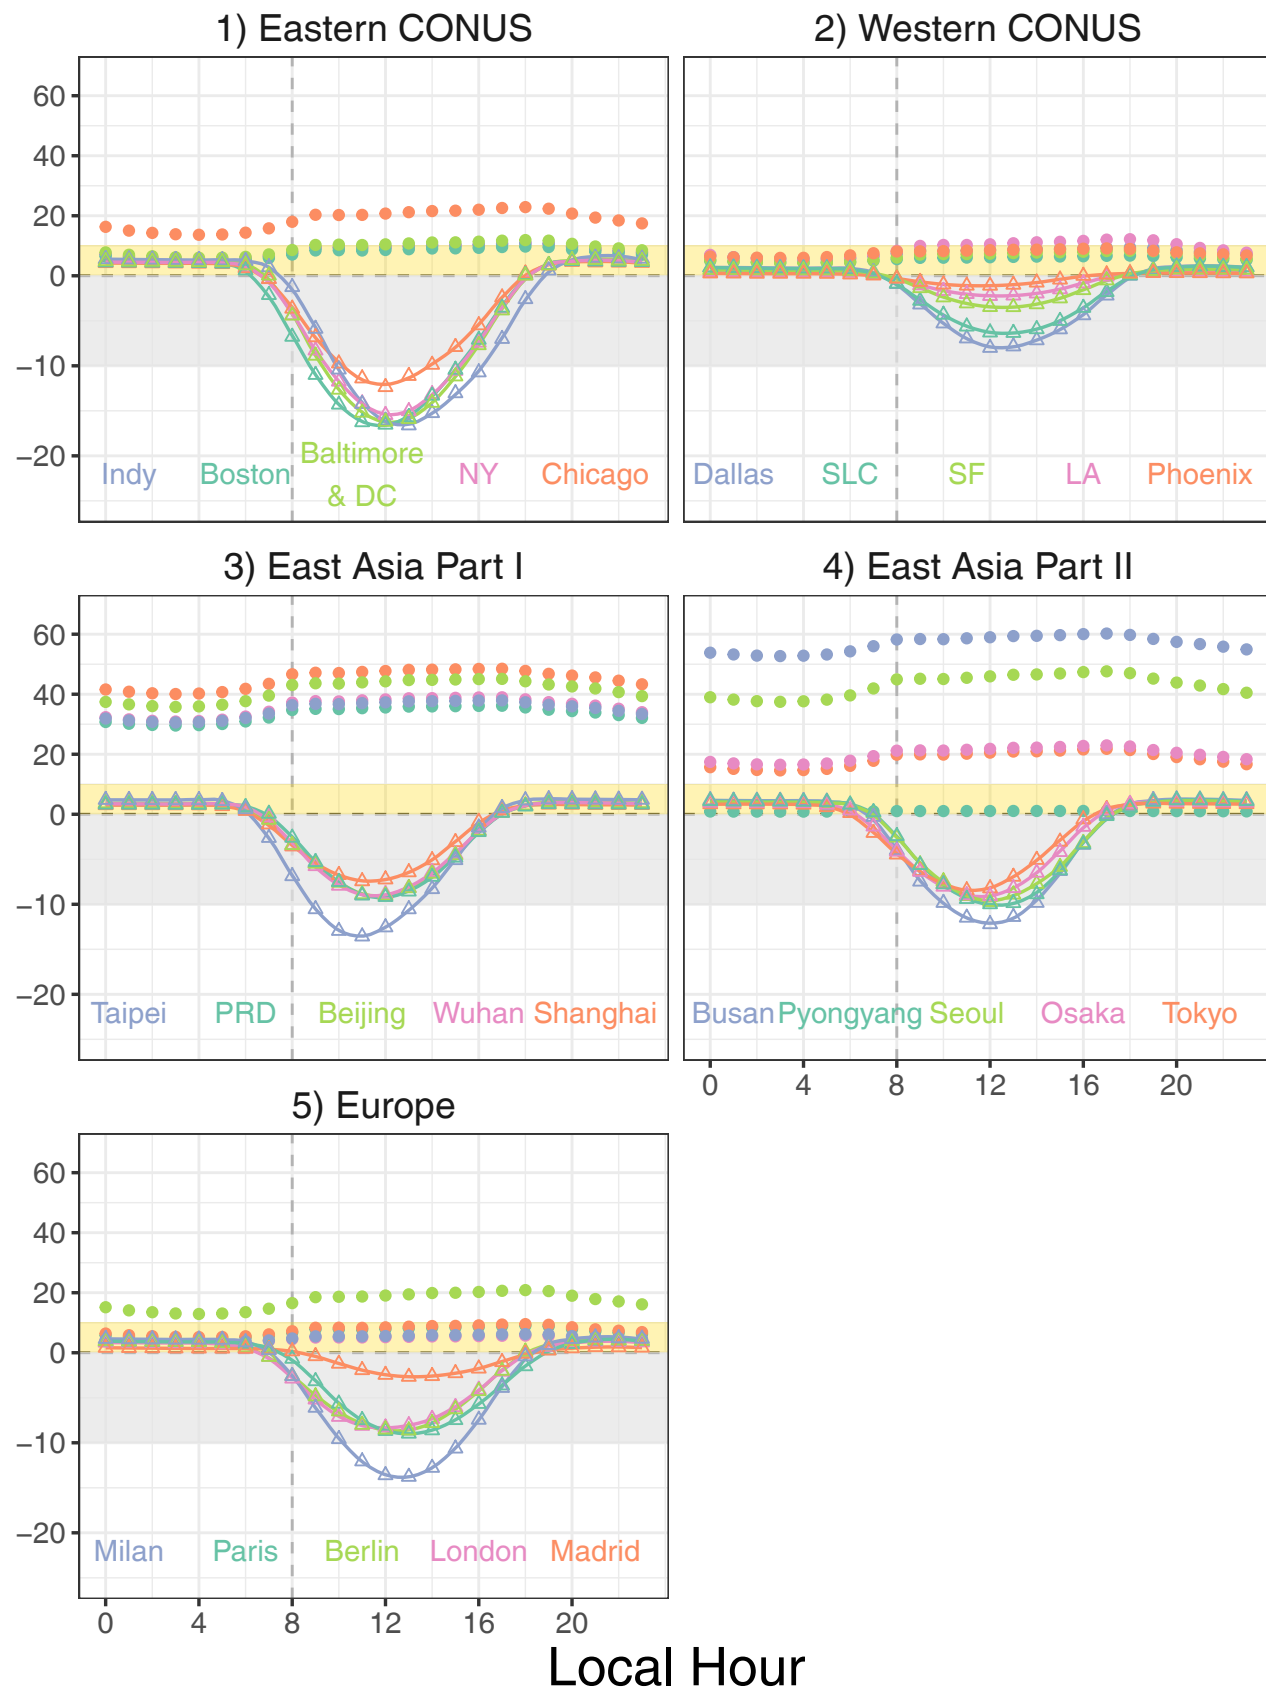 1) Eastern CONUS
2) Western CONUS
60
40
20
0
−10
−20
Indy Boston Baltimore & DC NY Chicago
Dallas SLC SF LA Phoenix
3) East Asia Part I
4) East Asia Part II
60
40
20
0
−10
−20
Taipei PRD Beijing Wuhan Shanghai
Busan Pyongyang Seoul Osaka Tokyo
0 4 8 12 16 20
5) Europe
60
40
20
0
−10
−20
Milan Paris Berlin London Madrid
0 4 8 12 16 20
Local Hour